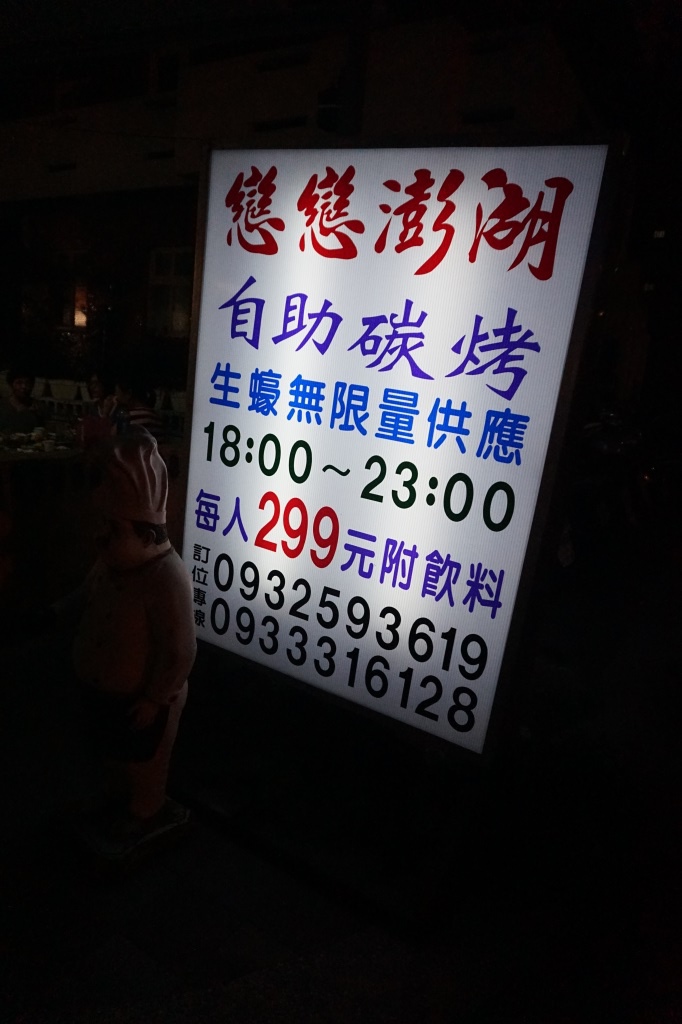 戀戀澎湖
自助碳烤
生蠔無限量供應
18:00~23:00
每人299元附飲料
訂位專線
0932593619
0933316128